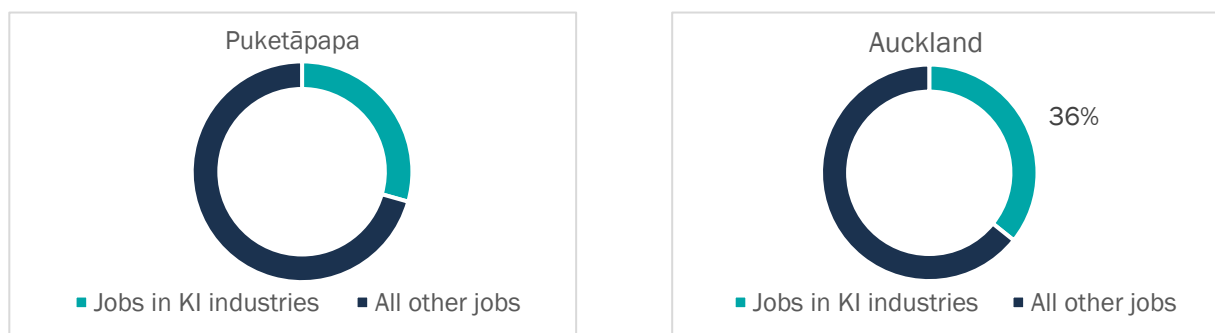 Puketāpapa
Jobs in KI industries All other jobs
Auckland
36%
Jobs in KI industries All other jobs